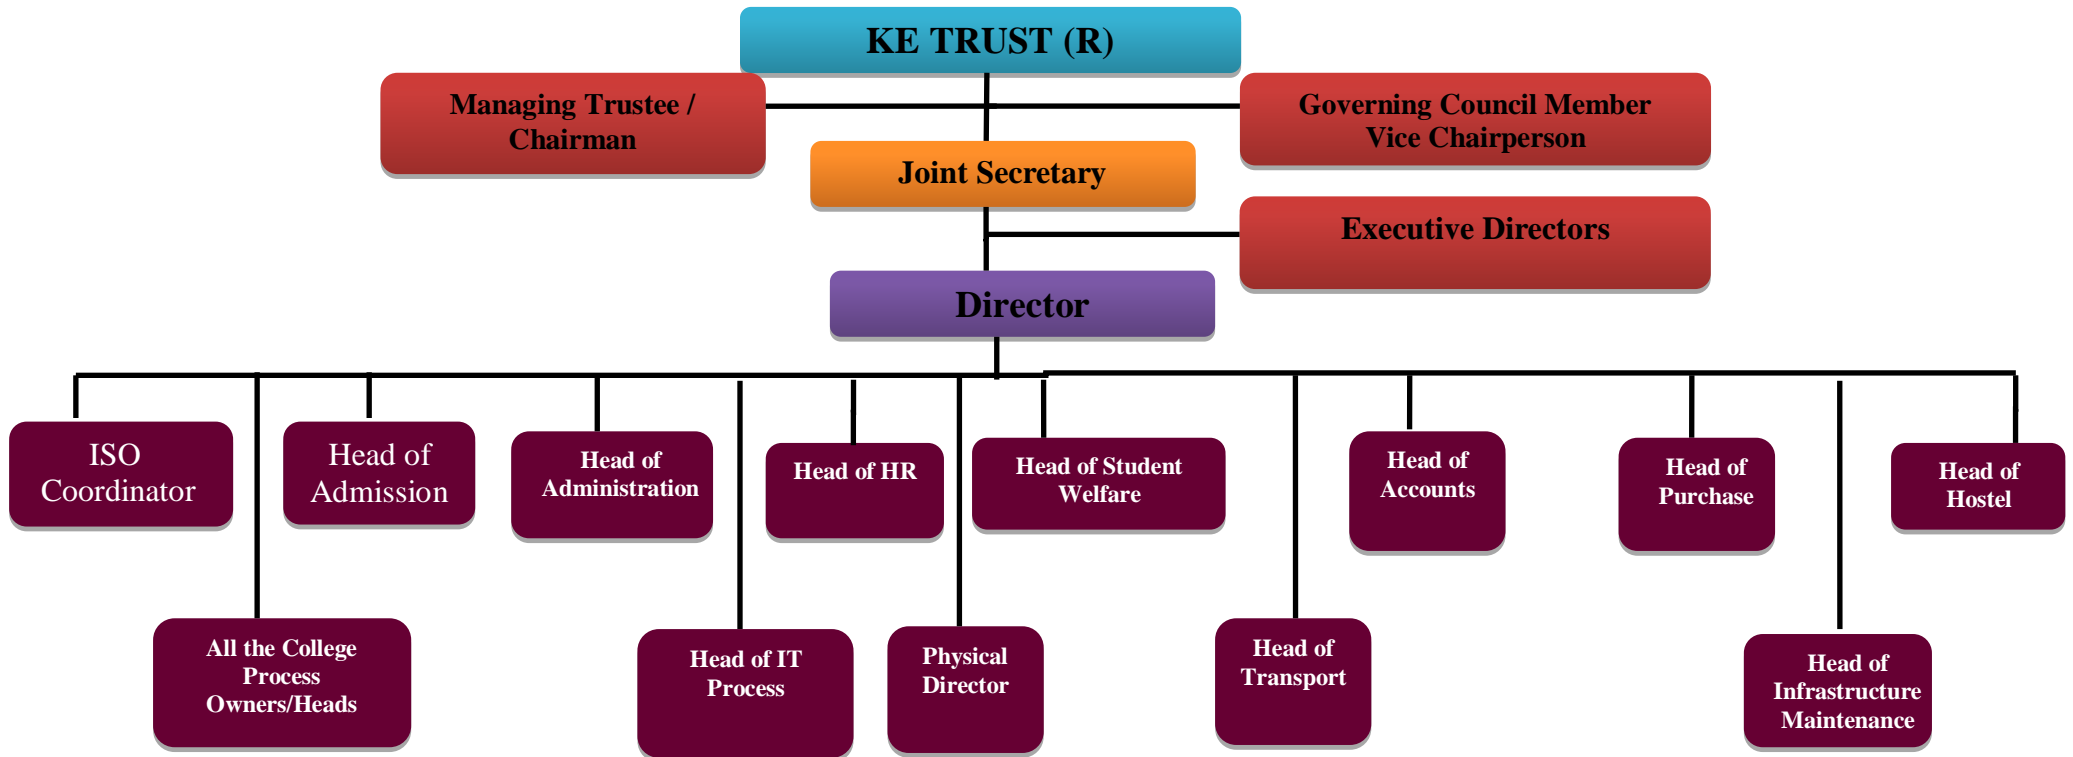 KE TRUST (R)
Managing Trustee /
Chairman
Governing Council Member
Vice Chairperson
Joint Secretary
Executive Directors
Director
ISO
Coordinator
Head of
Admission
Head of
Administration
Head of HR
Head of Student
Welfare
Head of
Accounts
Head of
Purchase
Head of
Hostel
All the College
Process
Owners/Heads
Head of IT
Process
Physical
Director
Head of
Transport
Head of
Infrastructure
Maintenance